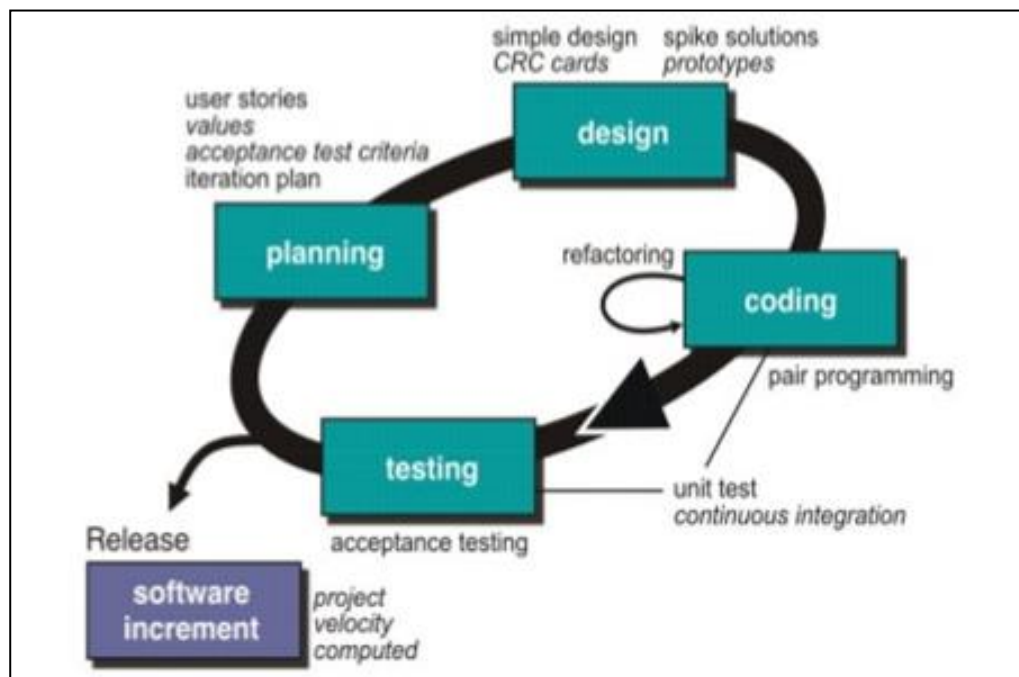 simple design
CRC cards
spike solutions
prototypes
user stories
values
acceptance test criteria
iteration plan
design
planning
refactoring
coding
pair programming
testing
unit test
continuous integration
acceptance testing
Release
software
increment
project
velocity
computed